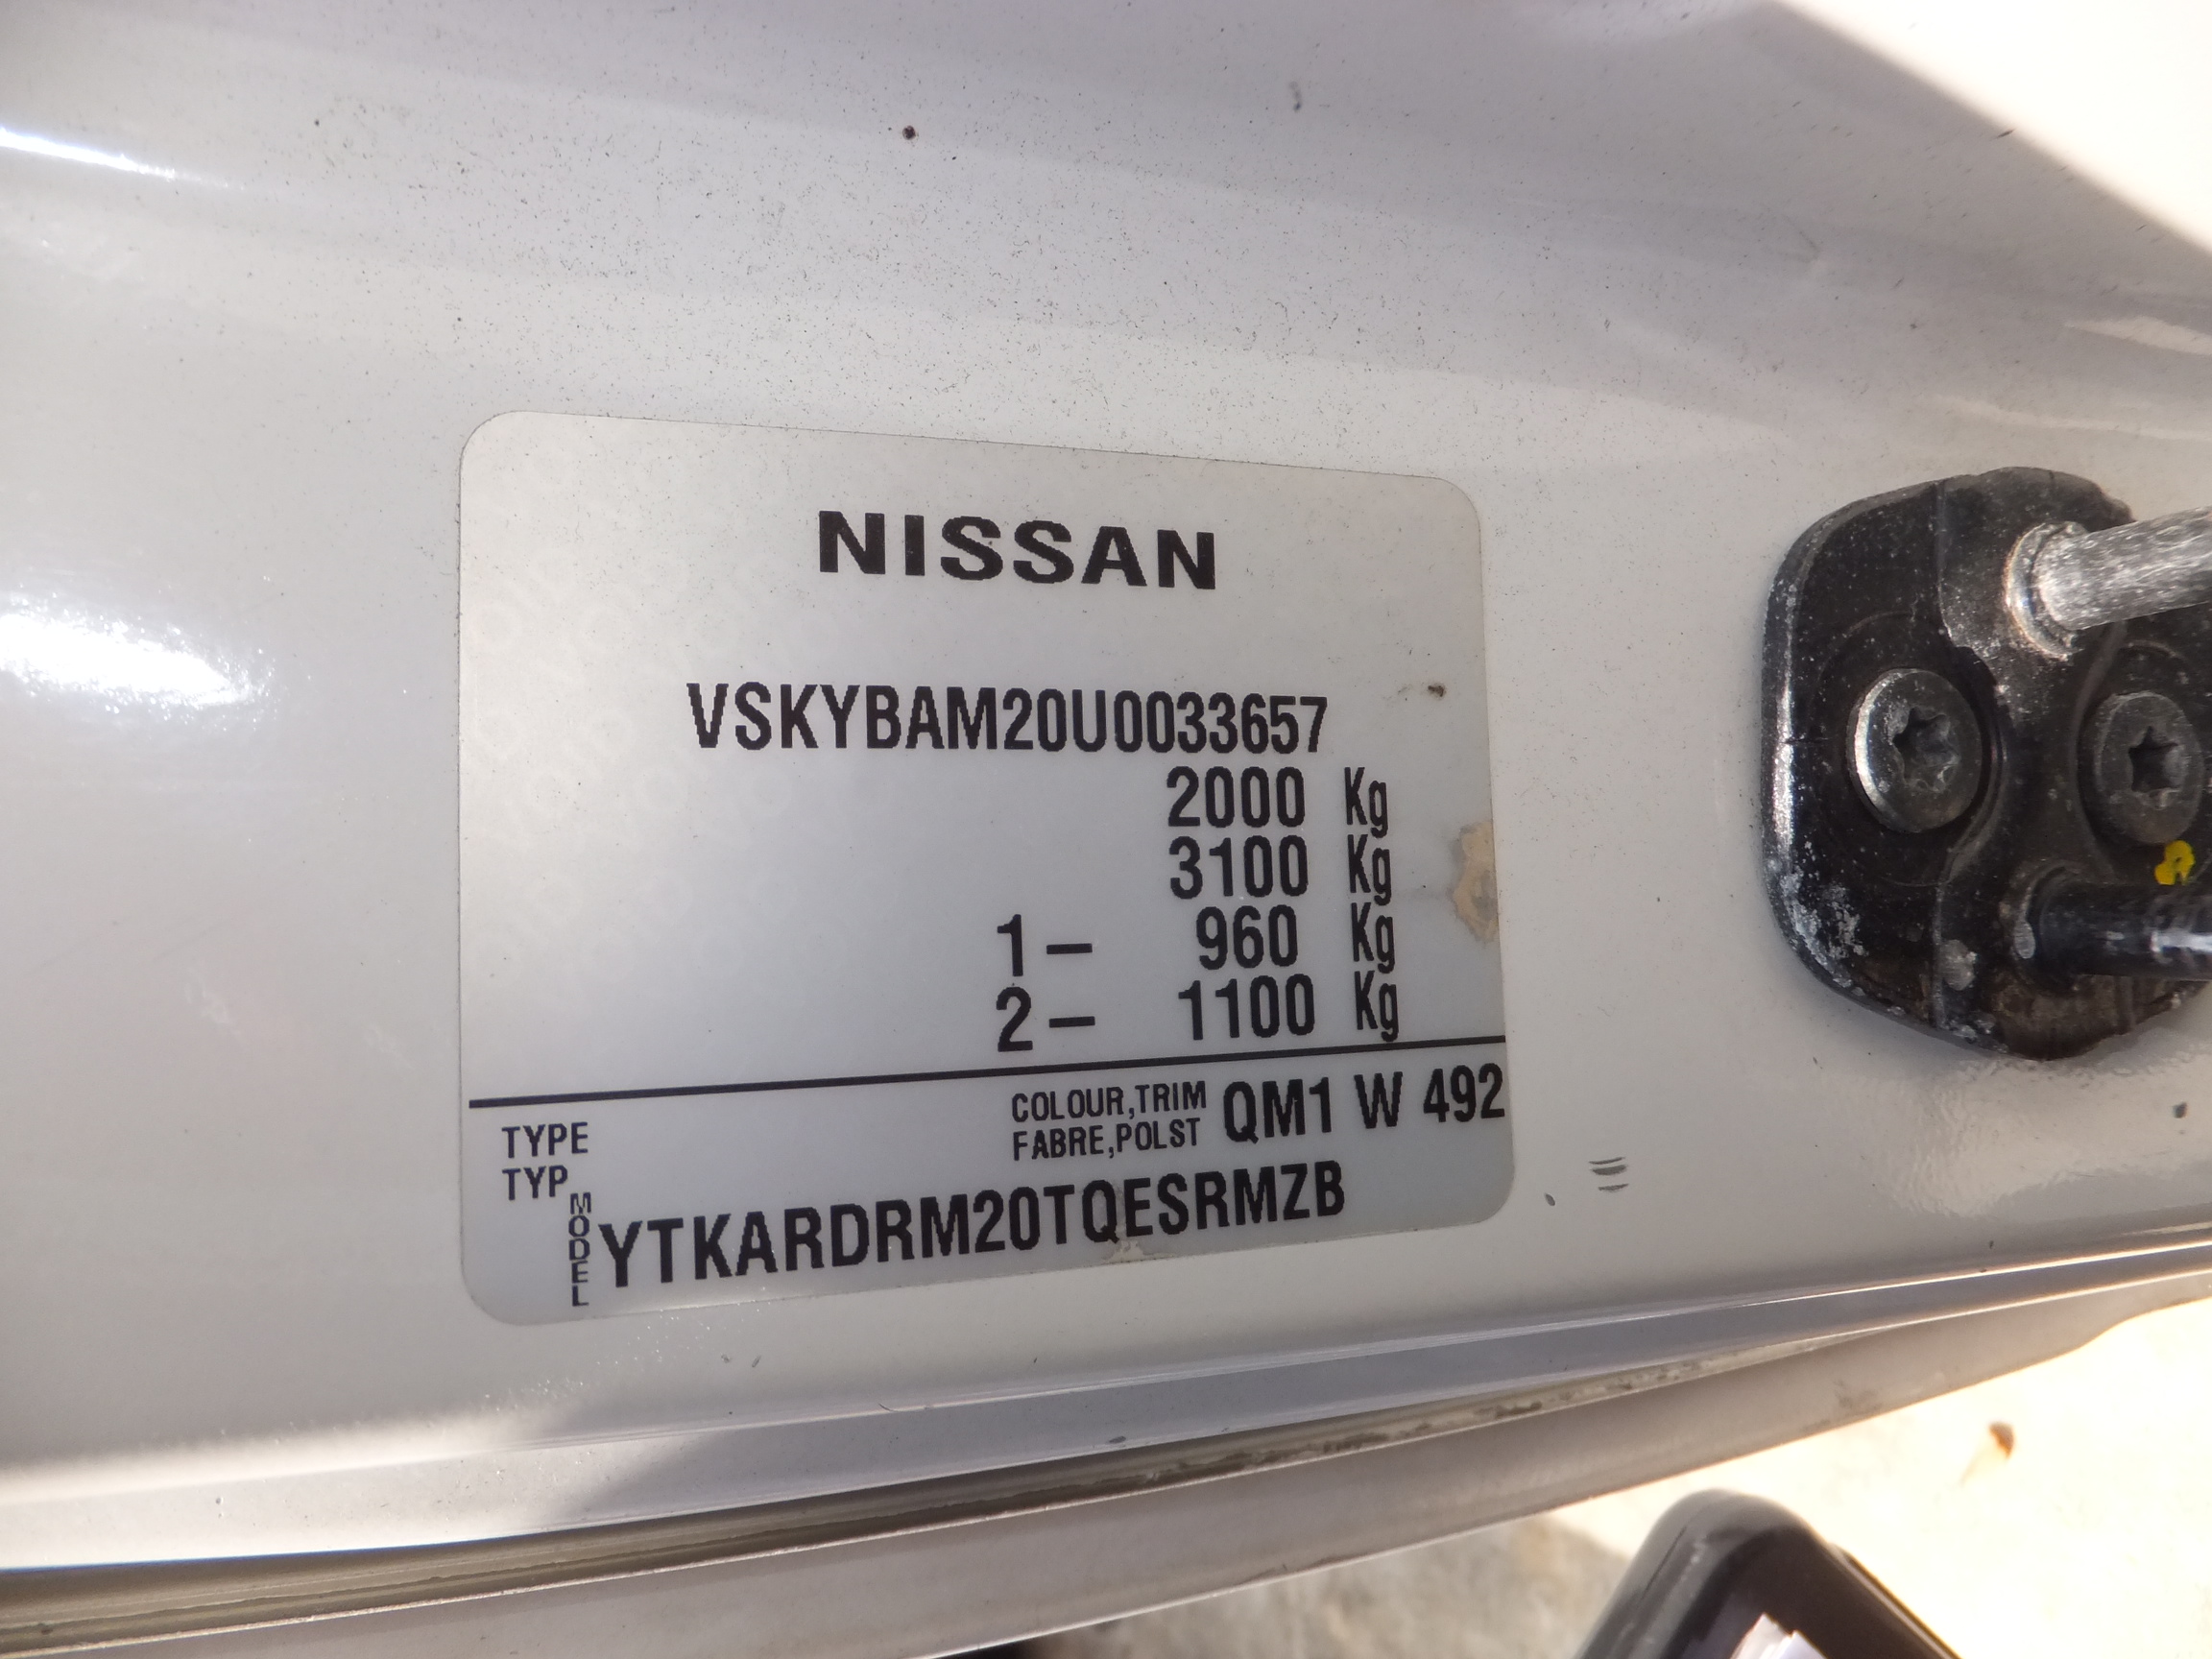 NISSAN
VSKYBAM20U0033657
2000 Kg
3100 Kg
1– 960 Kg
2– 1100 Kg
TYPE
TYP
COLOUR,TRIM
FABRE,POLST
QM1 W 492
MODEL
YTKARDRM20TQESRMZB